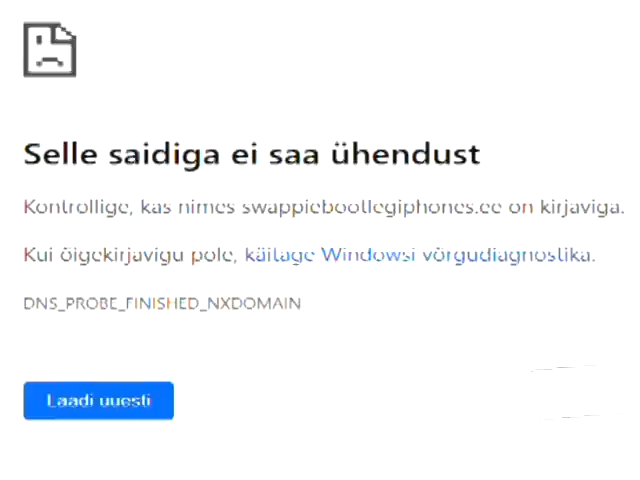 Selle saidiga ei saa ühendust
Kontrollige, kas nimes swappiebootlegiphones.ee on kirjaviga.
Kui õigekirjavigu pole, käitage Windowsi võrgudiagnostika.
DNS_PROBE_FINISHED_NXDOMAIN
Laadi uuesti